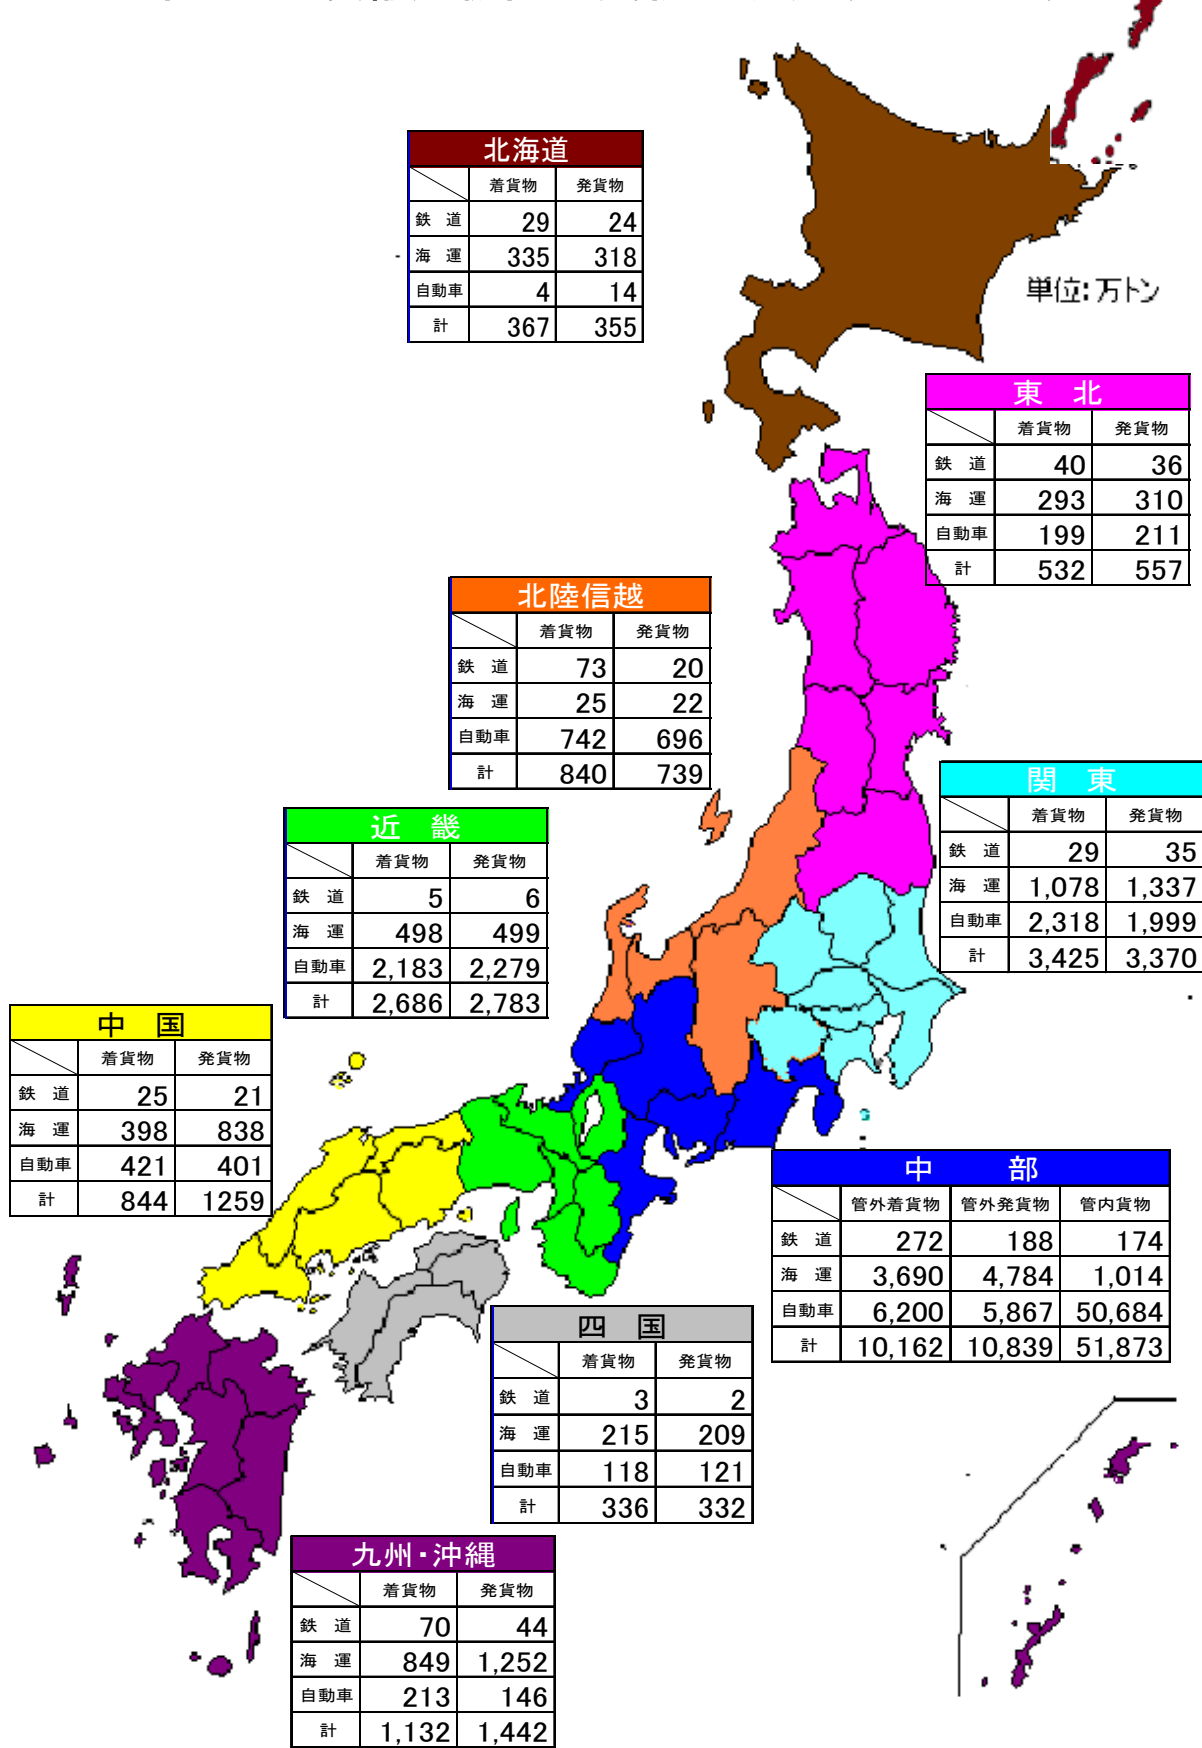 北海道
着貨物 発貨物
鉄 道 29 24
海 運 335 318
自動車 4 14
計 367 355
単位:万トン
東 北
着貨物 発貨物
鉄 道 40 36
海 運 293 310
自動車 199 211
計 532 557
北陸信越
着貨物 発貨物
鉄 道 73 20
海 運 25 22
自動車 742 696
計 840 739
関 東
着貨物 発貨物
鉄 道 29 35
海 運 1,078 1,337
自動車 2,318 1,999
計 3,425 3,370
近 畿
着貨物 発貨物
鉄 道 5 6
海 運 498 499
自動車 2,183 2,279
計 2,686 2,783
中 国
着貨物 発貨物
鉄 道 25 21
海 運 398 838
自動車 421 401
計 844 1259
中 部
管外着貨物 管外発貨物 管内貨物
鉄 道 272 188 174
海 運 3,690 4,784 1,014
自動車 6,200 5,867 50,684
計 10,162 10,839 51,873
四 国
着貨物 発貨物
鉄 道 3 2
海 運 215 209
自動車 118 121
計 336 332
九州・沖縄
着貨物 発貨物
鉄 道 70 44
海 運 849 1,252
自動車 213 146
計 1,132 1,442